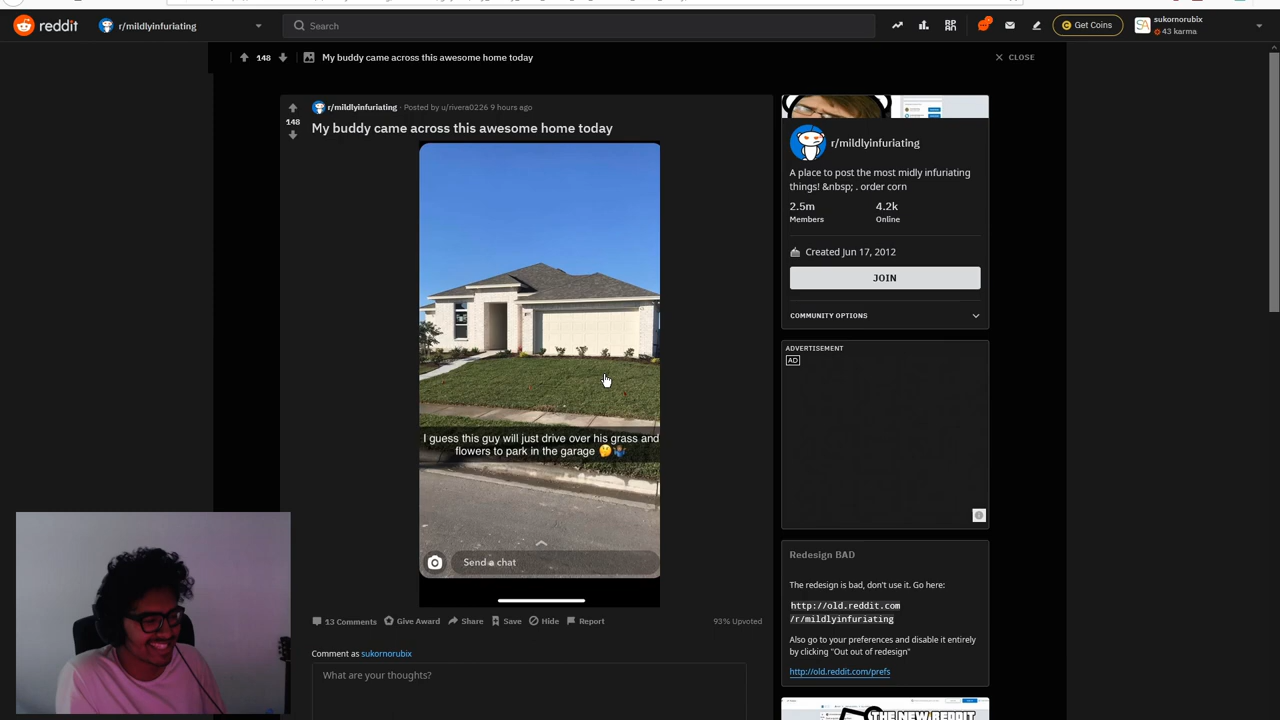 reddit
r/mildlyinfuriating
Search
Get Coins
sukornorubix
43 karma
148
My buddy came across this awesome home today
CLOSE
r/mildlyinfuriating · Posted by u/rivera0226 9 hours ago
148
My buddy came across this awesome home today
I guess this guy will just drive over his grass and
flowers to park in the garage 🤔🤷‍♂️
Send a chat
13 Comments
Give Award
Share
Save
Hide
Report
93% Upvoted
Comment as sukornorubix
What are your thoughts?
r/mildlyinfuriating
A place to post the most midly infuriating
things! &nbsp; . order corn
2.5m
4.2k
Members
Online
Created Jun 17, 2012
JOIN
COMMUNITY OPTIONS
ADVERTISEMENT
AD
Redesign BAD
The redesign is bad, don't use it. Go here:
http://old.reddit.com
/r/mildlyinfuriating
Also go to your preferences and disable it entirely
by clicking "Out out of redesign"
http://old.reddit.com/prefs
THE NEW REDDIT